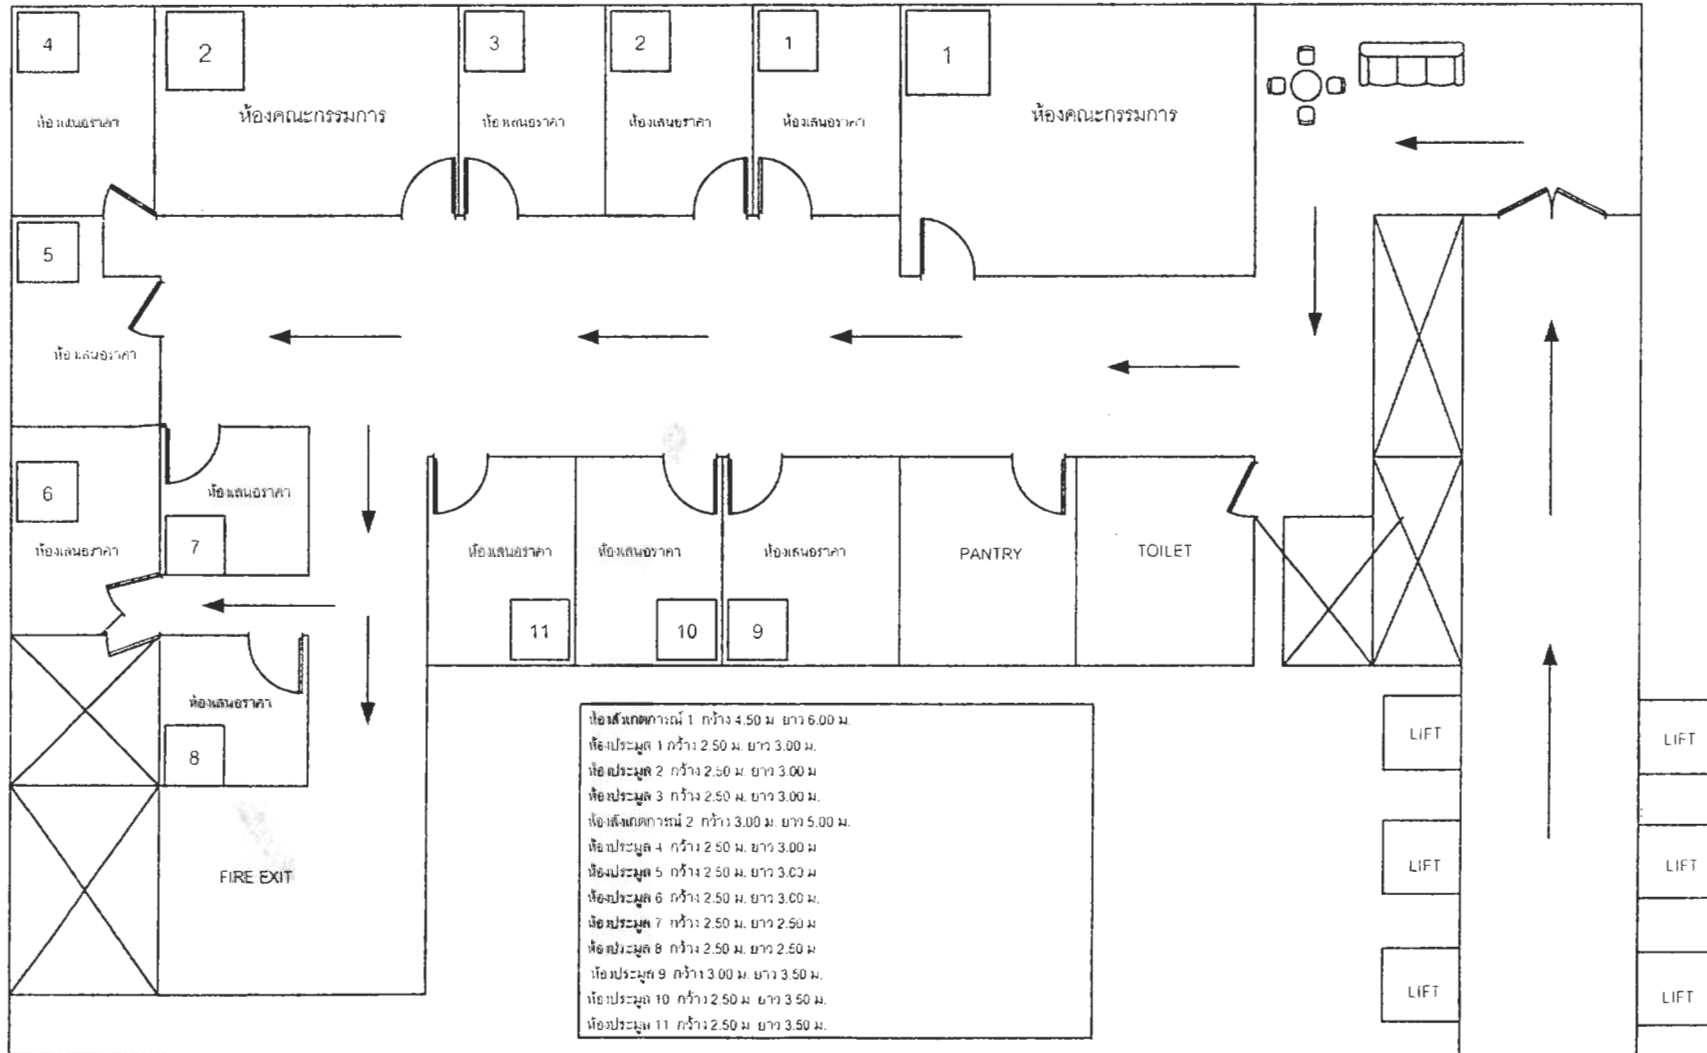 4
2
3
2
1
1
ห้องเสนอราคา
ห้องคณะกรรมการ
ห้องเสนอราคา
ห้องเสนอราคา
ห้องเสนอราคา
ห้องคณะกรรมการ
5
ห้องเสนอราคา
6
ห้องเสนอราคา
ห้องเสนอราคา
7
ห้องเสนอราคา
11
ห้องเสนอราคา
10
ห้องเสนอราคา
9
PANTRY
TOILET
ห้องเสนอราคา
8
FIRE EXIT
ห้องสังเกตการณ์ 1 กว้าง 4.50 ม ยาว 6.00 ม.
ห้องประมูล 1 กว้าง 2.50 ม. ยาว 3.00 ม.
ห้องประมูล 2 กว้าง 2.50 ม. ยาว 3.00 ม
ห้องประมูล 3 กว้าง 2.50 ม. ยาว 3.00 ม.
ห้องสังเกตการณ์ 2 กว้าง 3.00 ม. ยาว 5.00 ม.
ห้องประมูล 4 กว้าง 2.50 ม. ยาว 3.00 ม
ห้องประมูล 5 กว้าง 2.50 ม. ยาว 3.00 ม
ห้องประมูล 6 กว้าง 2.50 ม. ยาว 3.00 ม.
ห้องประมูล 7 กว้าง 2.50 ม. ยาว 2.50 ม
ห้องประมูล 8 กว้าง 2.50 ม. ยาว 2.50 ม
ห้องประมูล 9 กว้าง 3.00 ม. ยาว 3.50 ม.
ห้องประมูล 10 กว้าง 2.50 ม ยาว 3.50 ม.
ห้องประมูล 11 กว้าง 2.50 ม ยาว 3.50 ม.
LIFT
LIFT
LIFT
LIFT
LIFT
LIFT